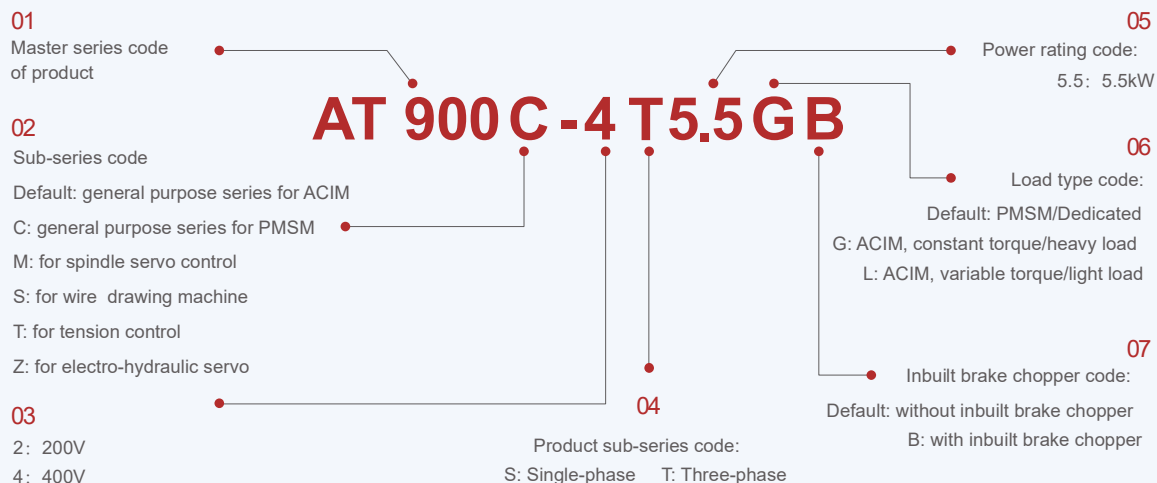 01
Master series code
of product
02
Sub-series code
Default: general purpose series for ACIM
C: general purpose series for PMSM
M: for spindle servo control
S: for wire drawing machine
T: for tension control
Z: for electro-hydraulic servo
03
2: 200V
4: 400V
AT 900C-4T5.5GB
04
Product sub-series code:
S: Single-phase T: Three-phase
05
Power rating code:
5.5: 5.5kW
06
Load type code:
Default: PMSM/Dedicated
G: ACIM, constant torque/heavy load
L: ACIM, variable torque/light load
07
Inbuilt brake chopper code:
Default: without inbuilt brake chopper
B: with inbuilt brake chopper